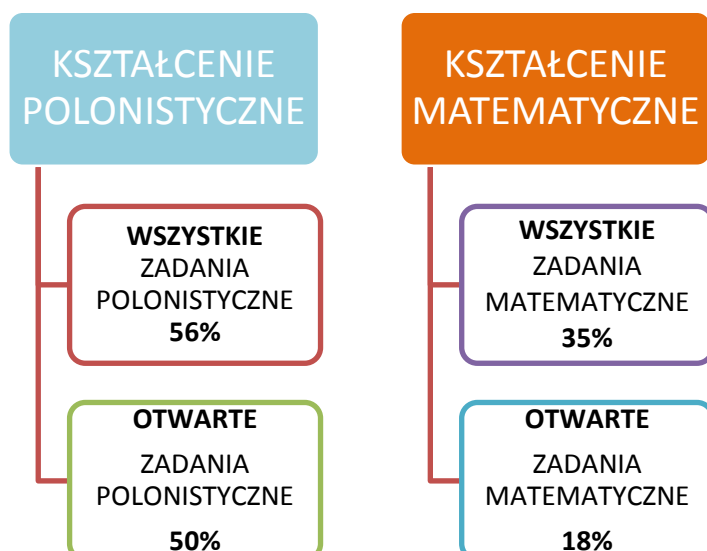 KSZTAŁCENIE
POLONISTYCZNE
WSZYSTKIE
ZADANIA
POLONISTYCZNE
56%
OTWARTE
ZADANIA
POLONISTYCZNE
50%
KSZTAŁCENIE
MATEMATYCZNE
WSZYSTKIE
ZADANIA
MATEMATYCZNE
35%
OTWARTE
ZADANIA
MATEMATYCZNE
18%